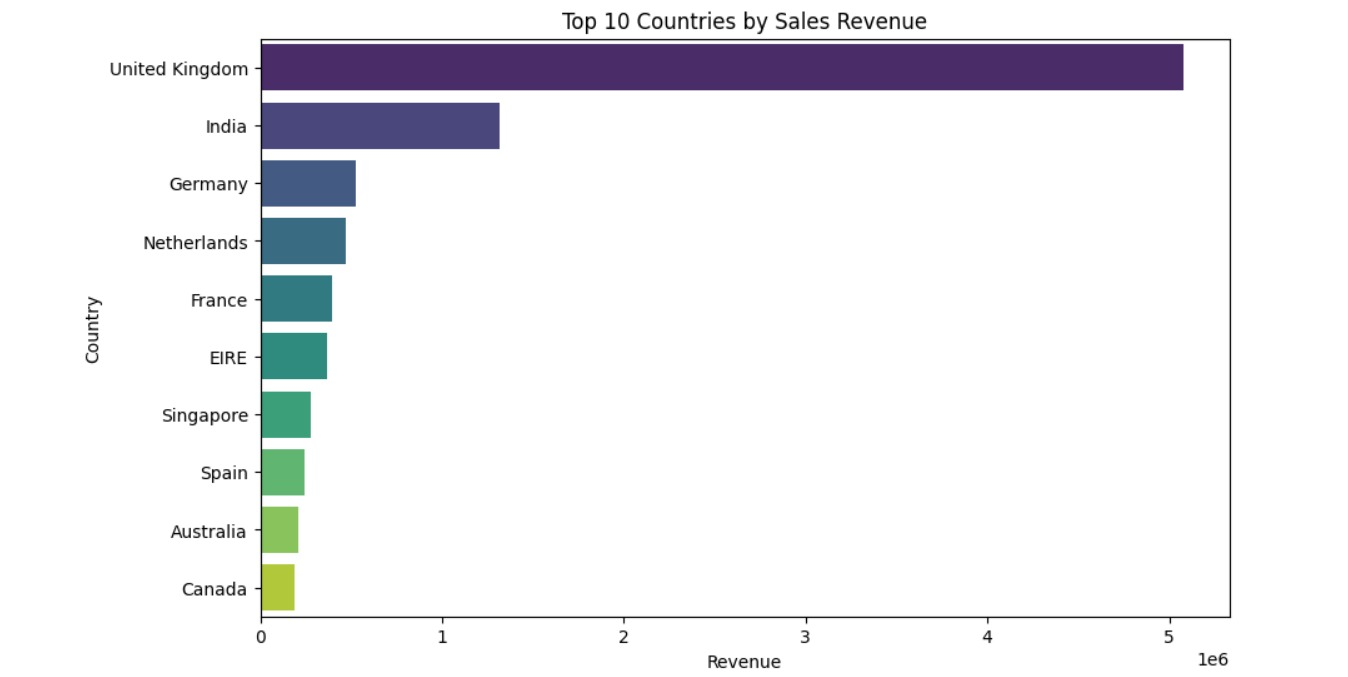 Top 10 Countries by Sales Revenue
United Kingdom
India
Germany
Netherlands
France
EIRE
Singapore
Spain
Australia
Canada
Country
0 1 2 3 4 5
1e6
Revenue